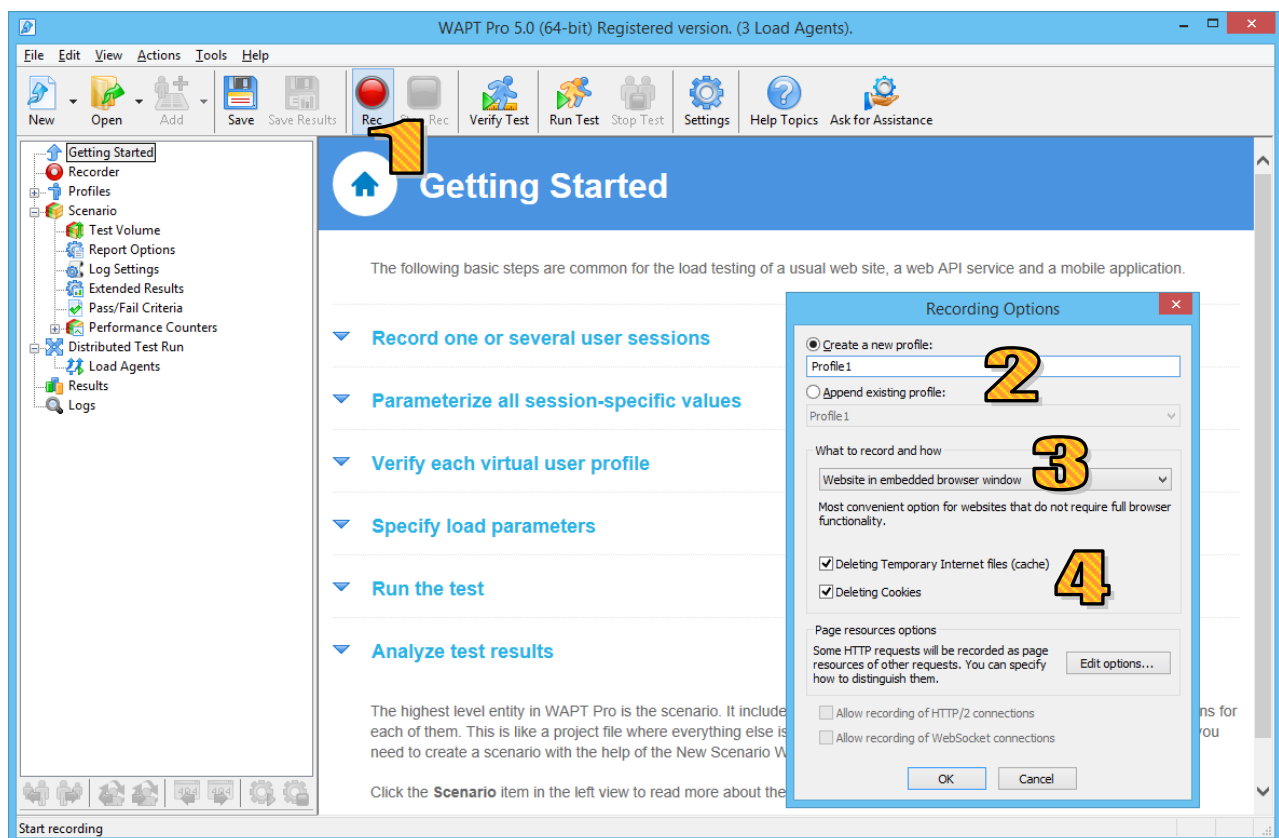 WAPT Pro 5.0 (64-bit) Registered version. (3 Load Agents).
File Edit View Actions Tools Help
New Open Add Save Save Results Rec Rec Verify Test Run Test Stop Test Settings Help Topics Ask for Assistance
1
Getting Started
Recorder
Profiles
Scenario
Test Volume
Report Options
Log Settings
Extended Results
Pass/Fail Criteria
Performance Counters
Distributed Test Run
Load Agents
Results
Logs
Getting Started
The following basic steps are common for the load testing of a usual web site, a web API service and a mobile application.
Record one or several user sessions
Parameterize all session-specific values
Verify each virtual user profile
Specify load parameters
Run the test
Analyze test results
The highest level entity in WAPT Pro is the scenario. It include
ns for
each of them. This is like a project file where everything else is
you
need to create a scenario with the help of the New Scenario W
Click the Scenario item in the left view to read more about the
Recording Options
Create a new profile:
Profile1
2
Append existing profile:
Profile1
What to record and how
3
Website in embedded browser window
Most convenient option for websites that do not require full browser
functionality.
Deleting Temporary Internet files (cache)
4
Deleting Cookies
Page resources options
Some HTTP requests will be recorded as page
resources of other requests. You can specify
how to distinguish them.
Edit options...
Allow recording of HTTP/2 connections
Allow recording of WebSocket connections
OK Cancel
404 404
Start recording